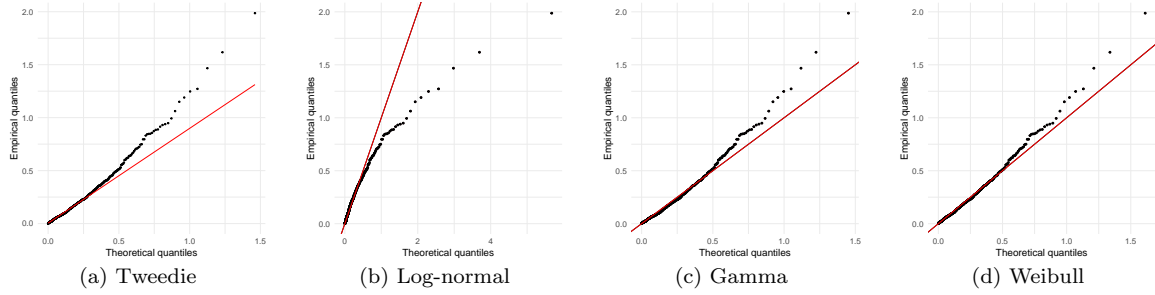 2.0
1.5
1.0
0.5
0.0
Empirical quantiles
0.0 0.5 1.0 1.5
Theoretical quantiles
(a) Tweedie
2.0
1.5
1.0
0.5
0.0
Empirical quantiles
0 2 4
Theoretical quantiles
(b) Log-normal
2.0
1.5
1.0
0.5
0.0
Empirical quantiles
0.0 0.5 1.0 1.5
Theoretical quantiles
(c) Gamma
2.0
1.5
1.0
0.5
0.0
Empirical quantiles
0.0 0.5 1.0 1.5
Theoretical quantiles
(d) Weibull